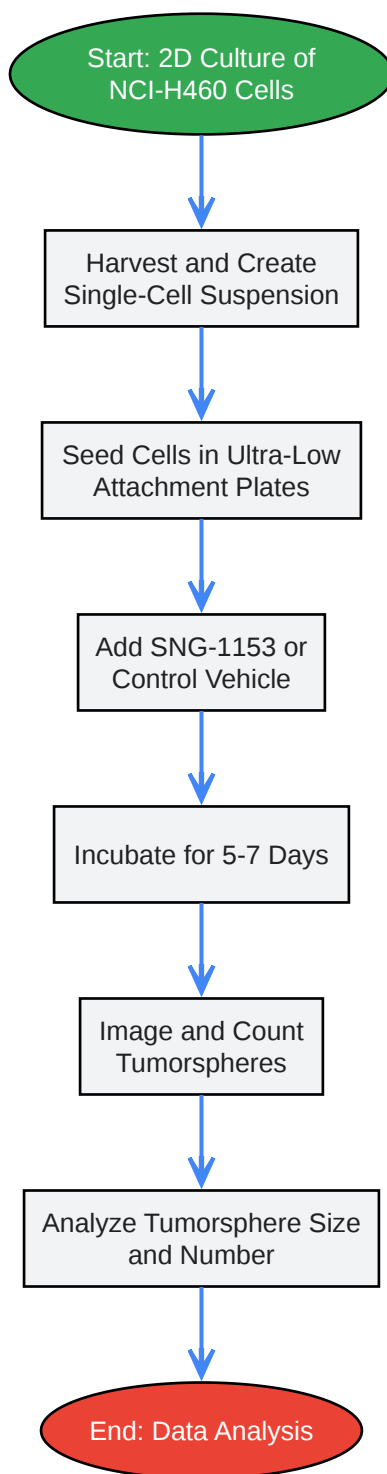 Start: 2D Culture of
NCI-H460 Cells
Harvest and Create
Single-Cell Suspension
Seed Cells in Ultra-Low
Attachment Plates
Add SNG-1153 or
Control Vehicle
Incubate for 5-7 Days
Image and Count
Tumorspheres
Analyze Tumorsphere Size
and Number
End: Data Analysis